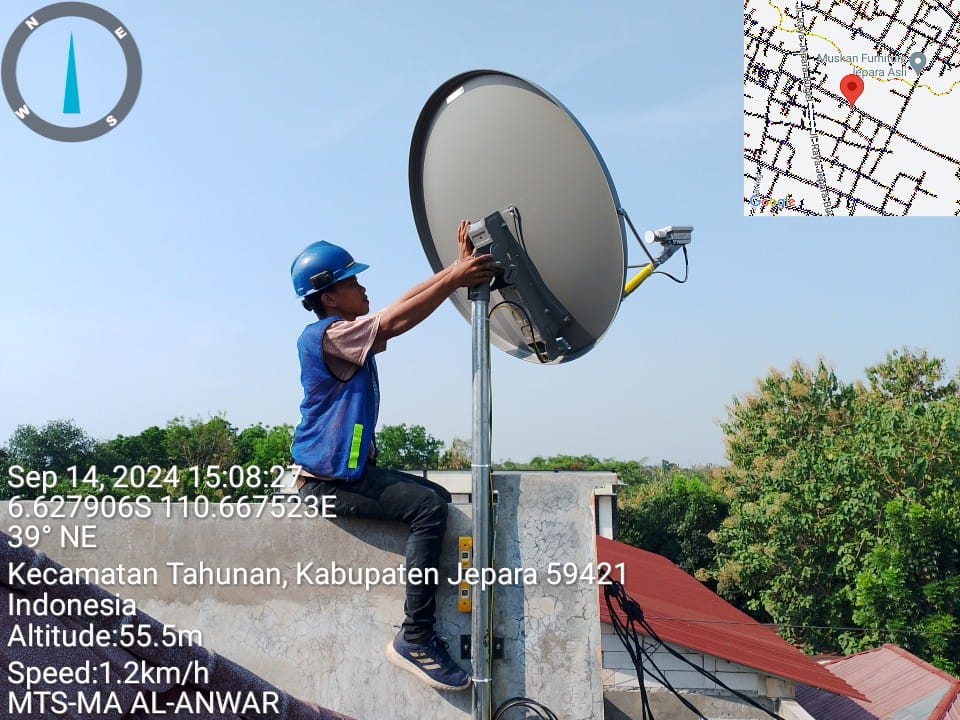 N
E
W
S
Muskan Furniture
Jepara Asli
Google
Sep 14, 2024 15:08:27
6.627906S 110.667523E
39° NE
Kecamatan Tahunan, Kabupaten Jepara 59421
Indonesia
Altitude:55.5m
Speed:1.2km/h
MTS-MA AL-ANWAR